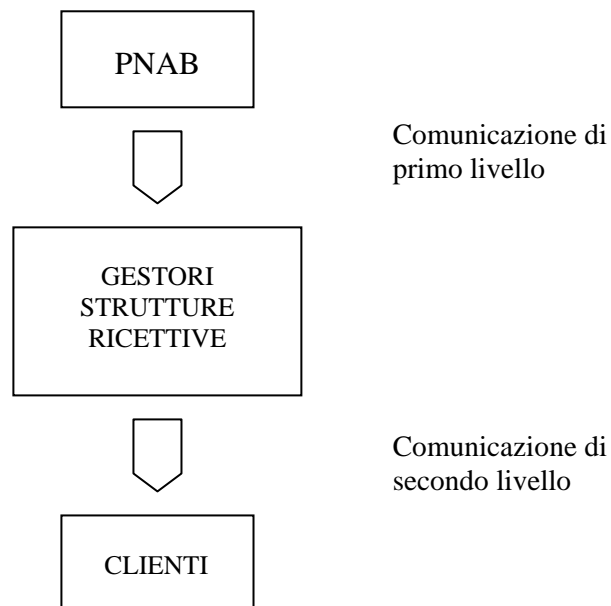 PNAB
Comunicazione di
primo livello
GESTORI
STRUTTURE
RICETTIVE
Comunicazione di
secondo livello
CLIENTI